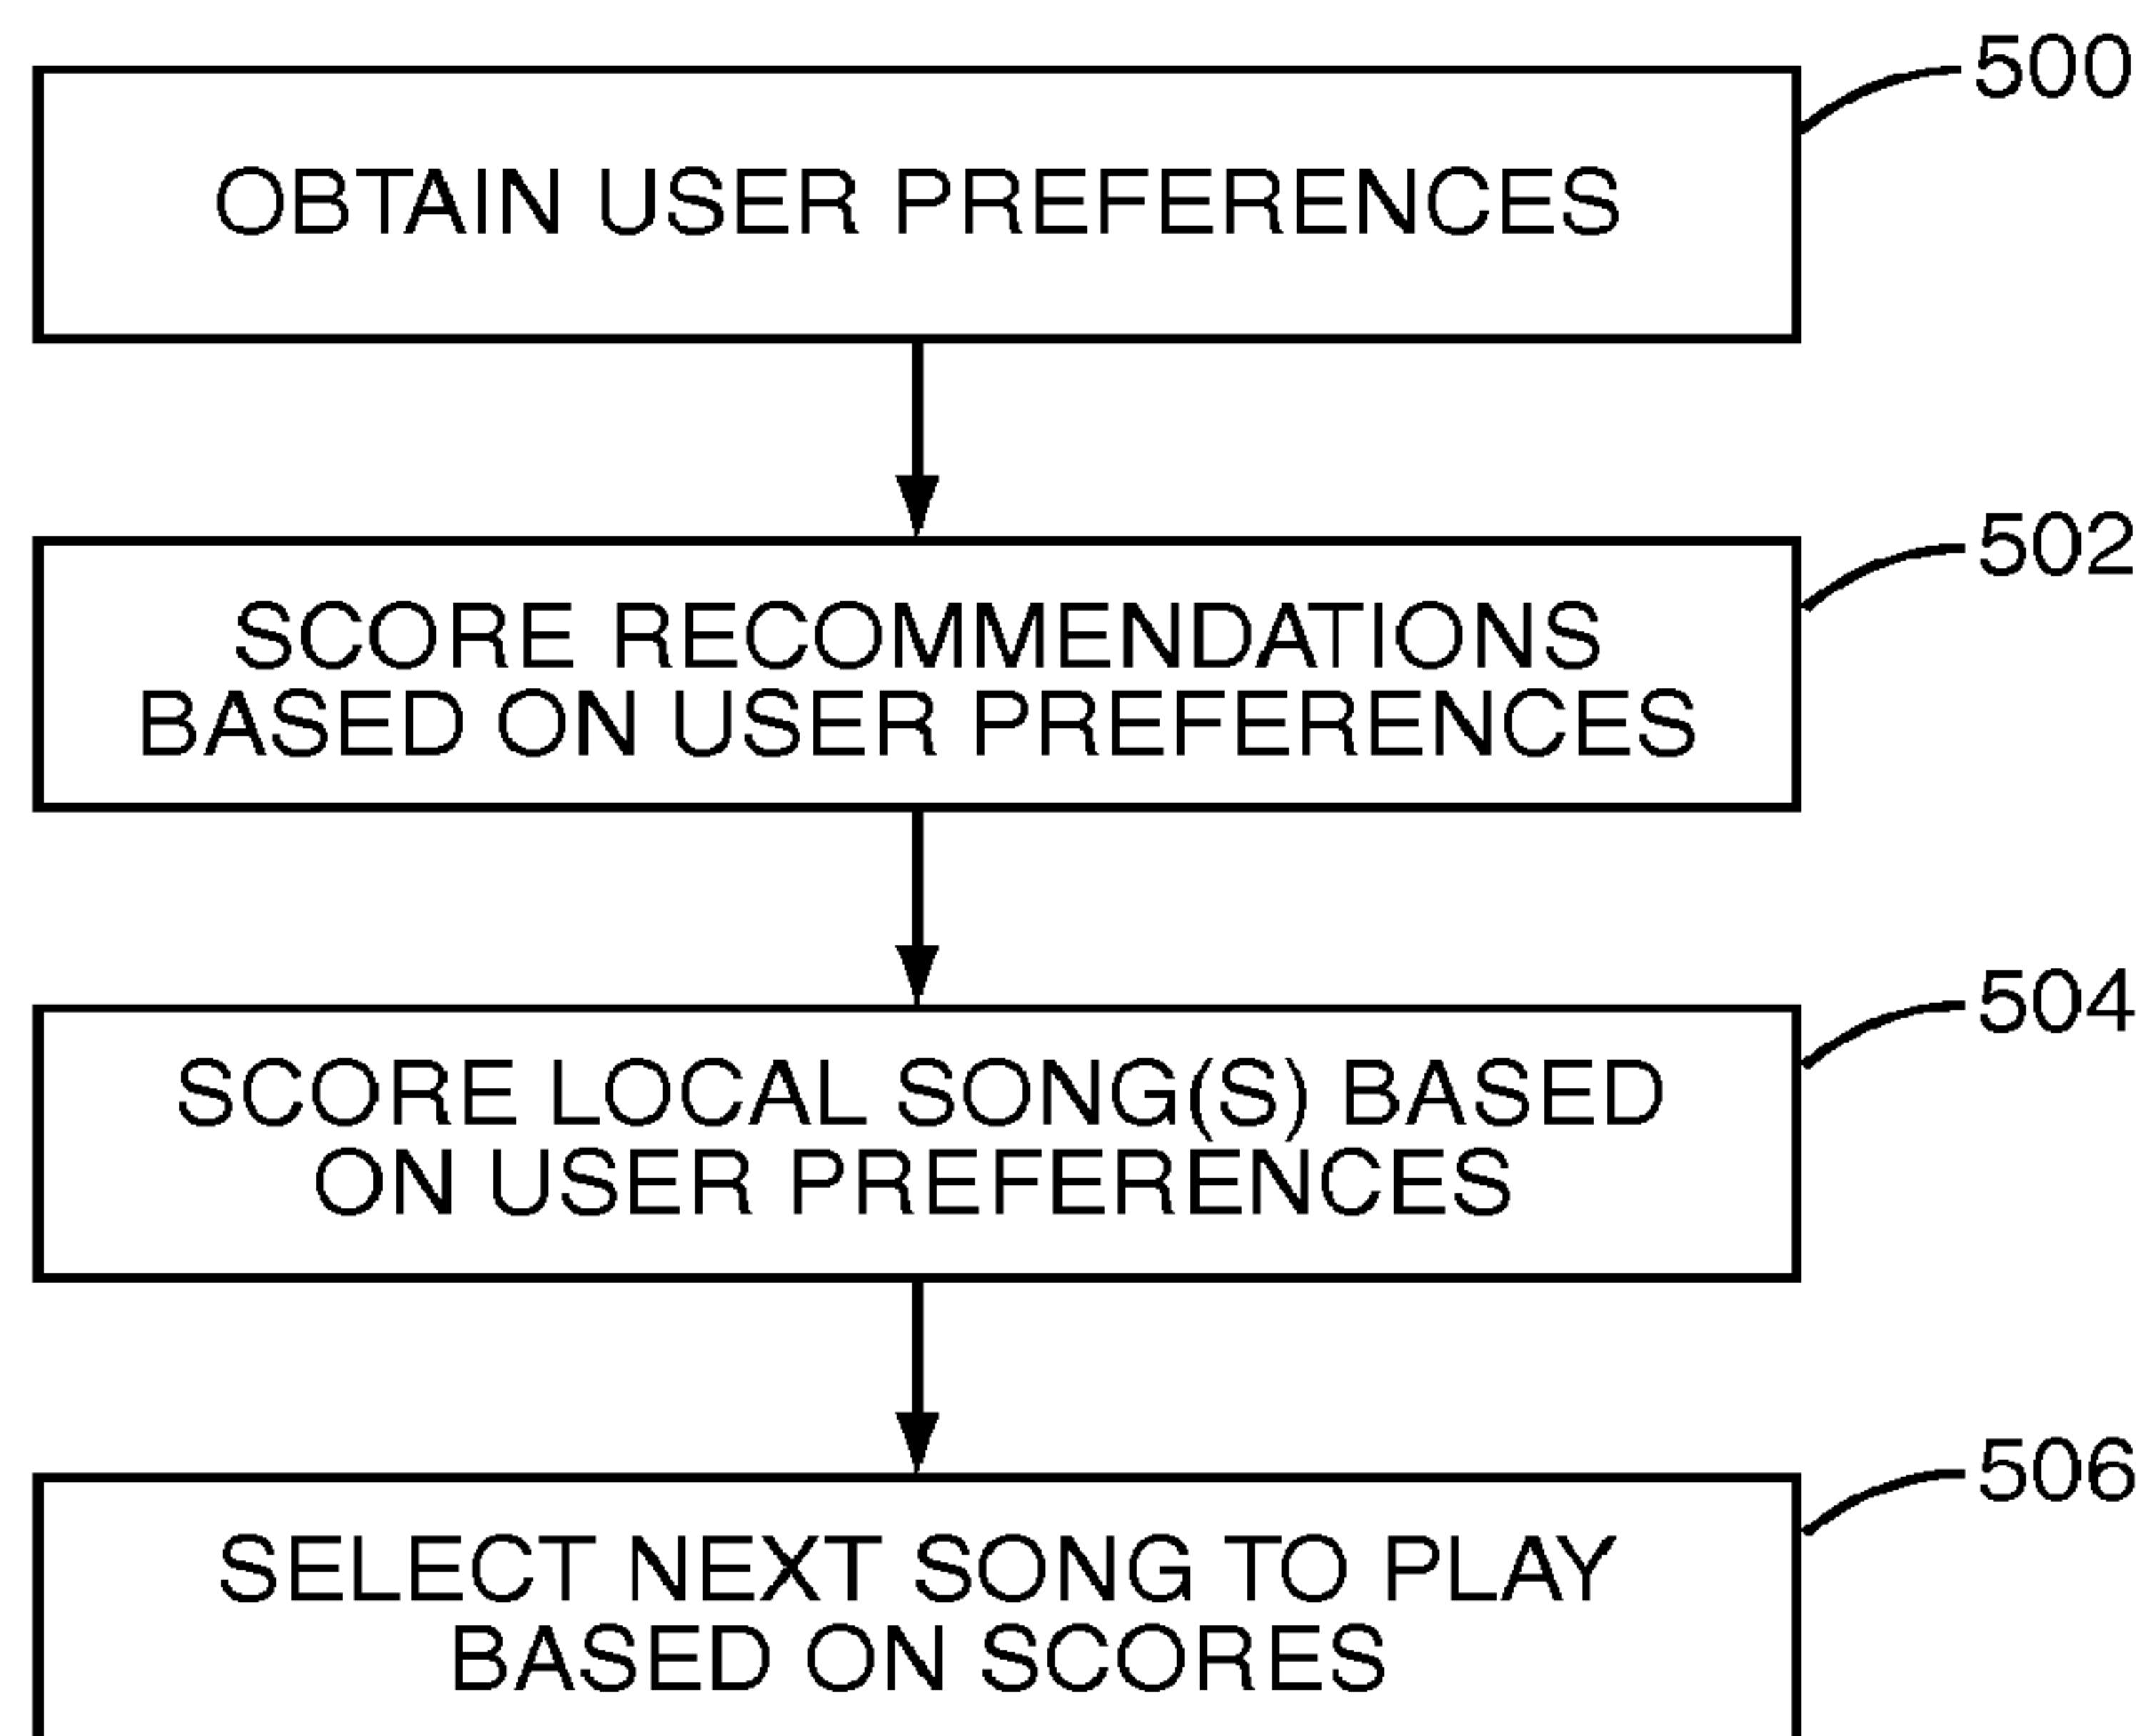 500
OBTAIN USER PREFERENCES
502
SCORE RECOMMENDATIONS
BASED ON USER PREFERENCES
504
SCORE LOCAL SONG(S) BASED
ON USER PREFERENCES
506
SELECT NEXT SONG TO PLAY
BASED ON SCORES